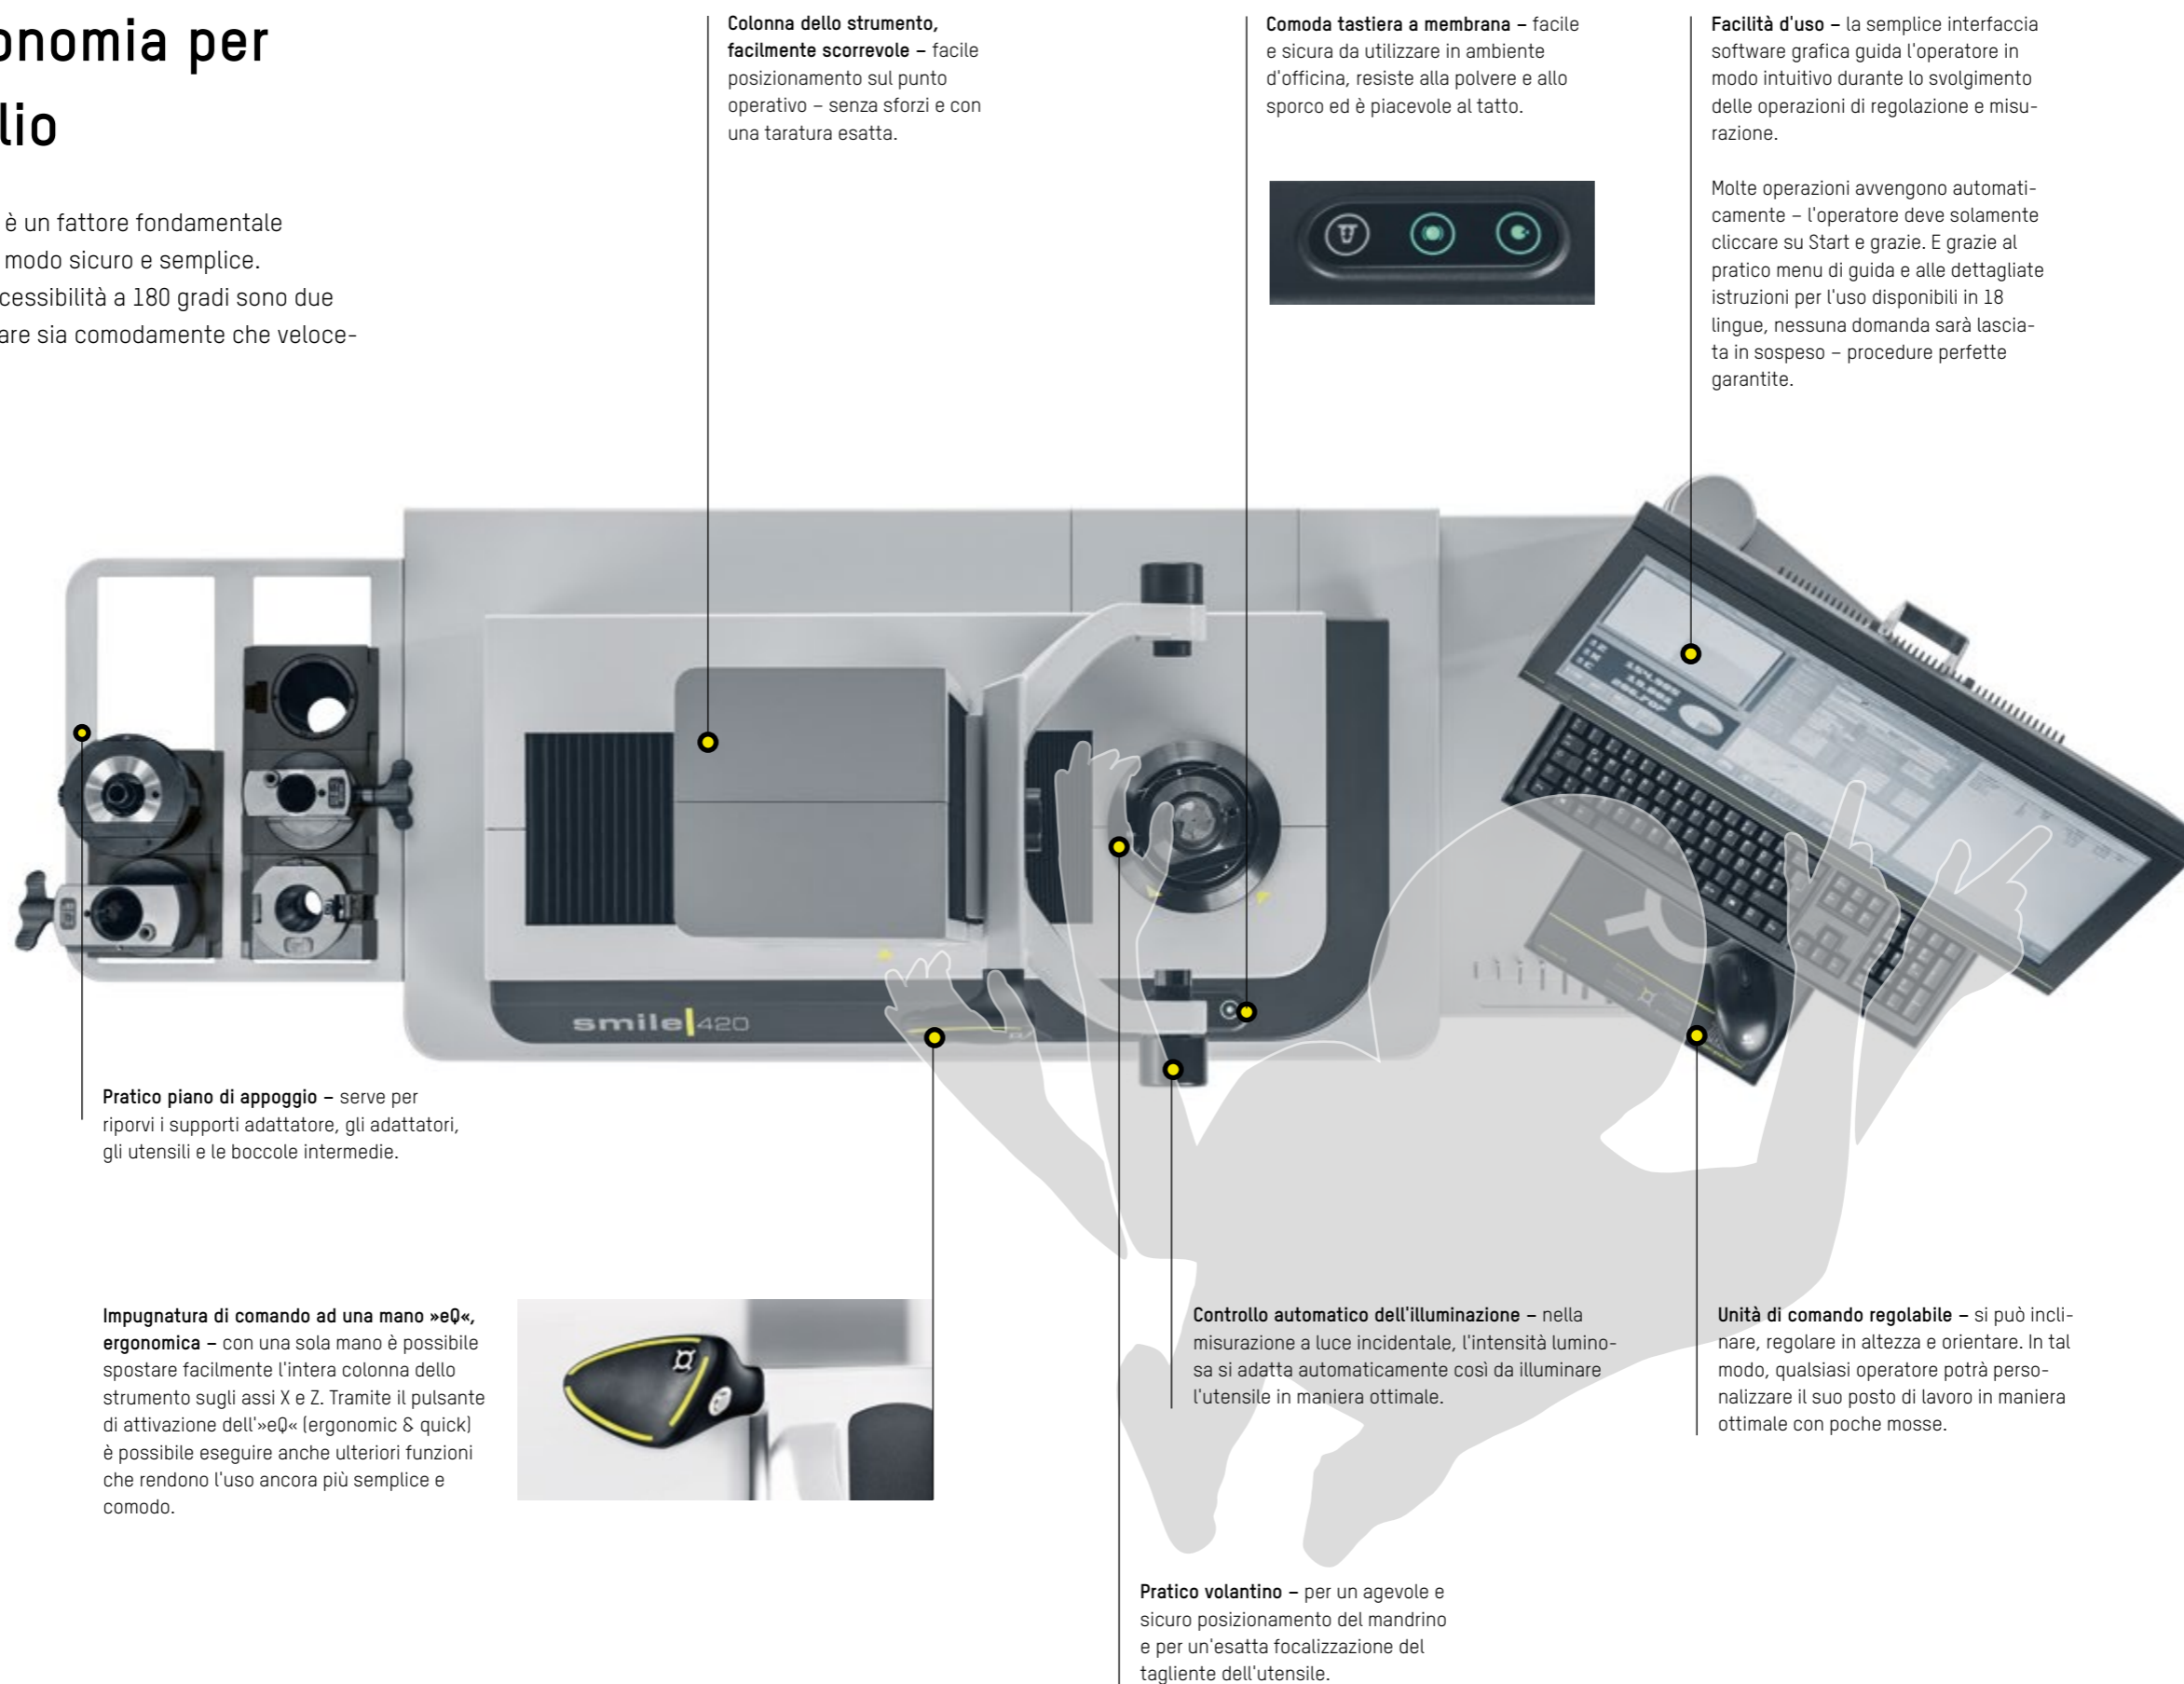 onomia per
lio
è un fattore fondamentale
modo sicuro e semplice.
cessibilità a 180 gradi sono due
are sia comodamente che veloce-
Colonna dello strumento,
facilmente scorrevole – facile
posizionamento sul punto
operativo – senza sforzi e con
una taratura esatta.
Comoda tastiera a membrana – facile
e sicura da utilizzare in ambiente
d'officina, resiste alla polvere e allo
sporco ed è piacevole al tatto.
Facilità d'uso – la semplice interfaccia
software grafica guida l'operatore in
modo intuitivo durante lo svolgimento
delle operazioni di regolazione e misu-
razione.
Molte operazioni avvengono automati-
camente – l'operatore deve solamente
cliccare su Start e grazie. E grazie al
pratico menu di guida e alle dettagliate
istruzioni per l'uso disponibili in 18
lingue, nessuna domanda sarà lascia-
ta in sospeso – procedure perfette
garantite.
smile 420
Pratico piano di appoggio – serve per
riporvi i supporti adattatore, gli adattatori,
gli utensili e le boccole intermedie.
Impugnatura di comando ad una mano »eQ«,
ergonomica – con una sola mano è possibile
spostare facilmente l'intera colonna dello
strumento sugli assi X e Z. Tramite il pulsante
di attivazione dell'»eQ« (ergonomic & quick)
è possibile eseguire anche ulteriori funzioni
che rendono l'uso ancora più semplice e
comodo.
Controllo automatico dell'illuminazione – nella
misurazione a luce incidentale, l'intensità lumino-
sa si adatta automaticamente così da illuminare
l'utensile in maniera ottimale.
Unità di comando regolabile – si può incli-
nare, regolare in altezza e orientare. In tal
modo, qualsiasi operatore potrà perso-
nalizzare il suo posto di lavoro in maniera
ottimale con poche mosse.
Pratico volantino – per un agevole e
sicuro posizionamento del mandrino
e per un'esatta focalizzazione del
tagliente dell'utensile.